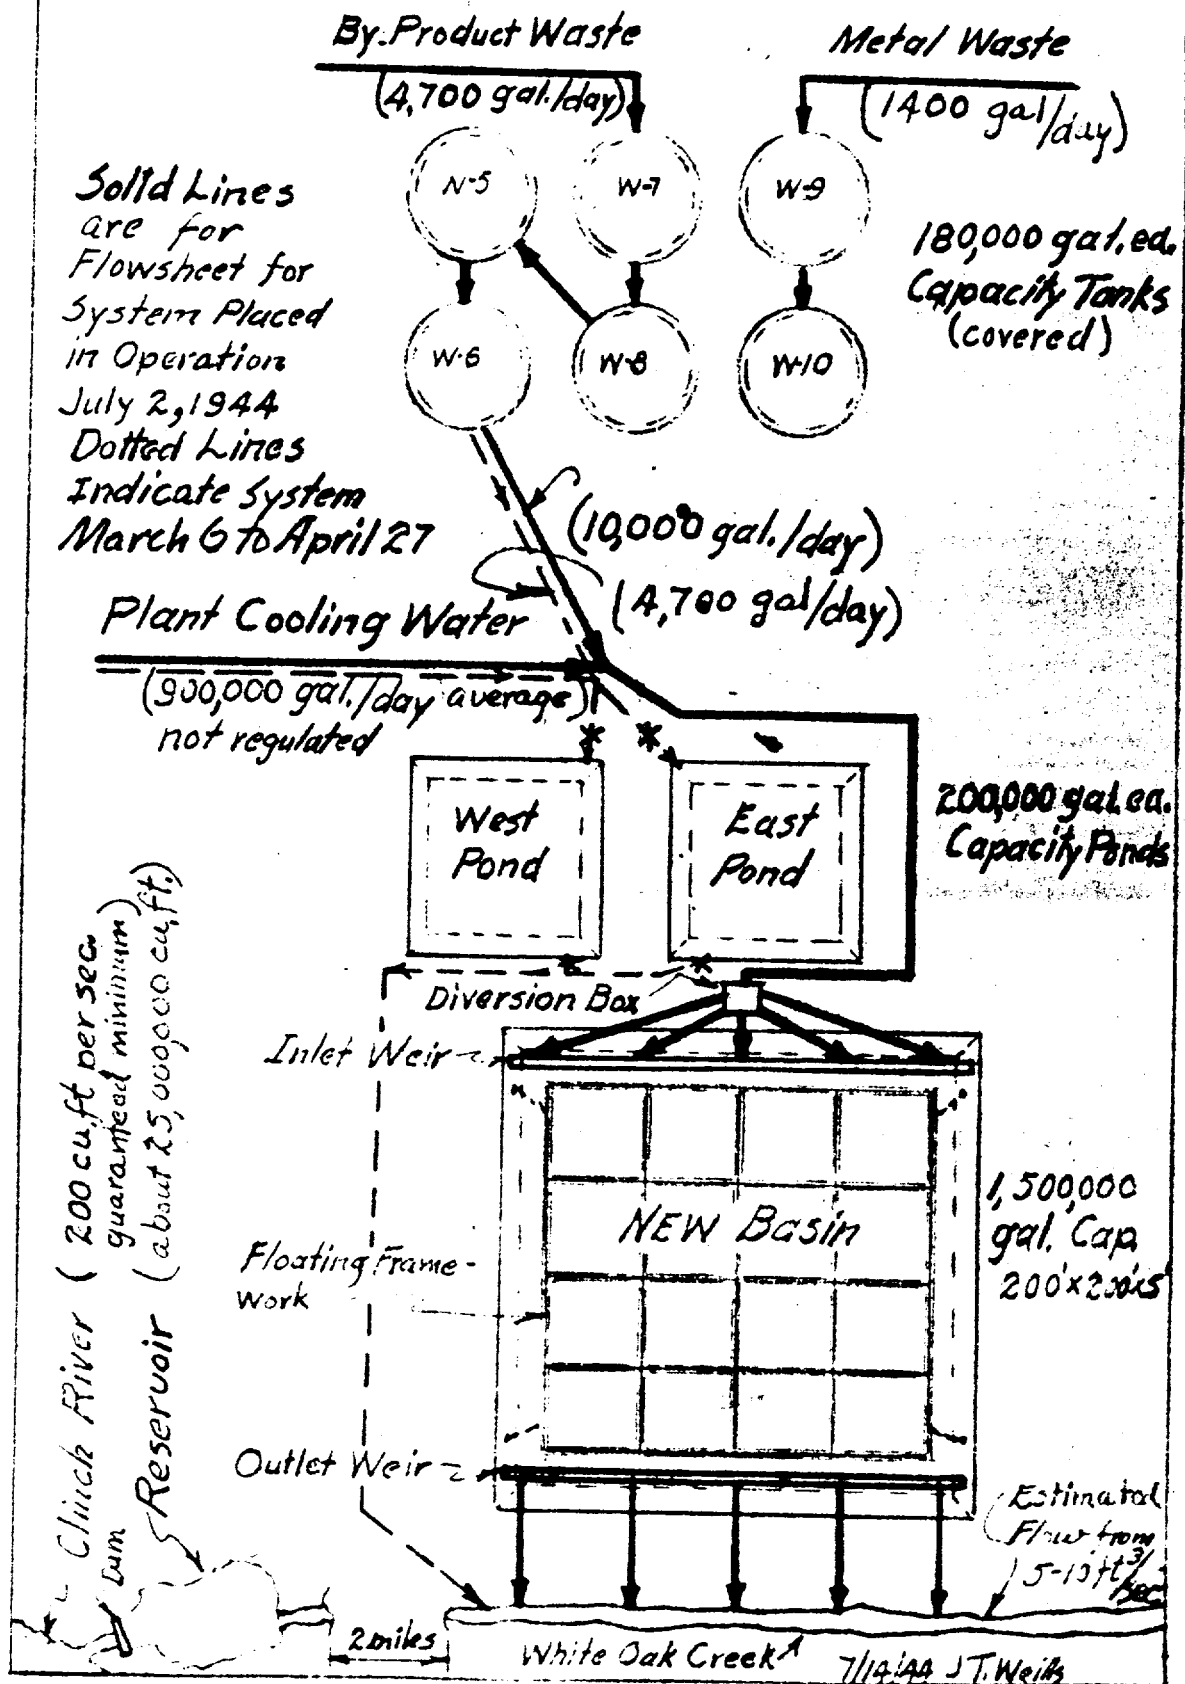 By-Product Waste
(4,700 gal./day)
Metal Waste
(1400 gal/day)
Solid Lines
are for
Flowsheet for
System Placed
in Operation
July 2, 1944
Dotted Lines
Indicate System
March 6 to April 27
N-5
W-7
W-9
W-6
W-8
W-10
180,000 gal. ea.
Capacity Tanks
(covered)
(10,000 gal./day)
(4,700 gal/day)
Plant Cooling Water
(900,000 gal./day average)
not regulated
West
Pond
East
Pond
200,000 gal. ea.
Capacity Ponds
Diversion Box
Inlet Weir
NEW Basin
1,500,000
gal. Cap.
200'x200'x5'
Floating Frame-
work
Outlet Weir
Estimated
Flow from
5-10 ft³/sec
Clinch River (200 cu. ft per sec.
guaranteed minimum)
Dam
Reservoir (about 25,000,000 cu. ft.)
2 miles
White Oak Creek
7/14/44 J T.